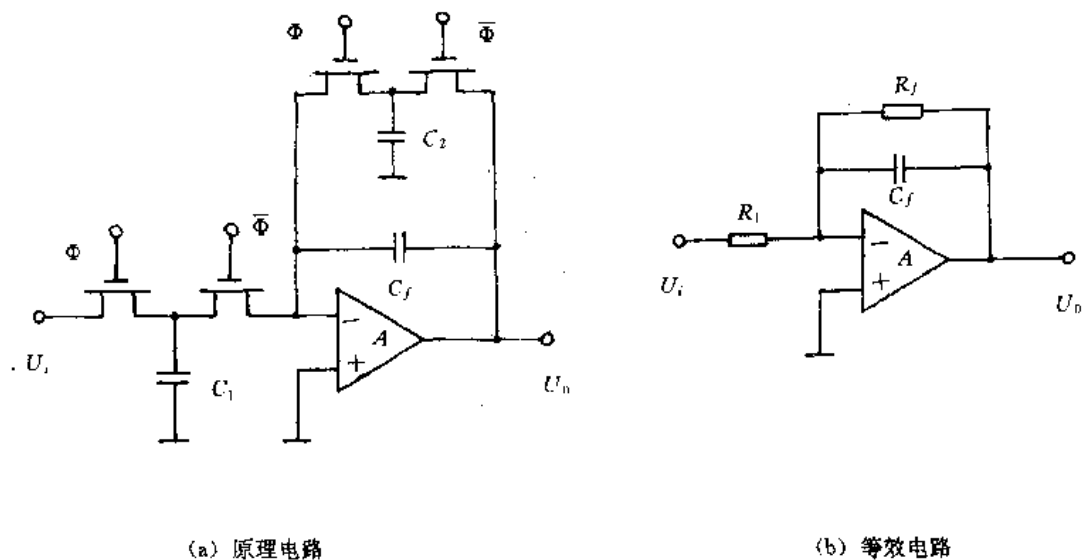 Φ
Φ̅
C₂
Φ
Φ̅
C_f
A
U_i
C₁
U₀
R_f
C_f
R₁
A
U_i
U₀
(a) 原理电路
(b) 等效电路